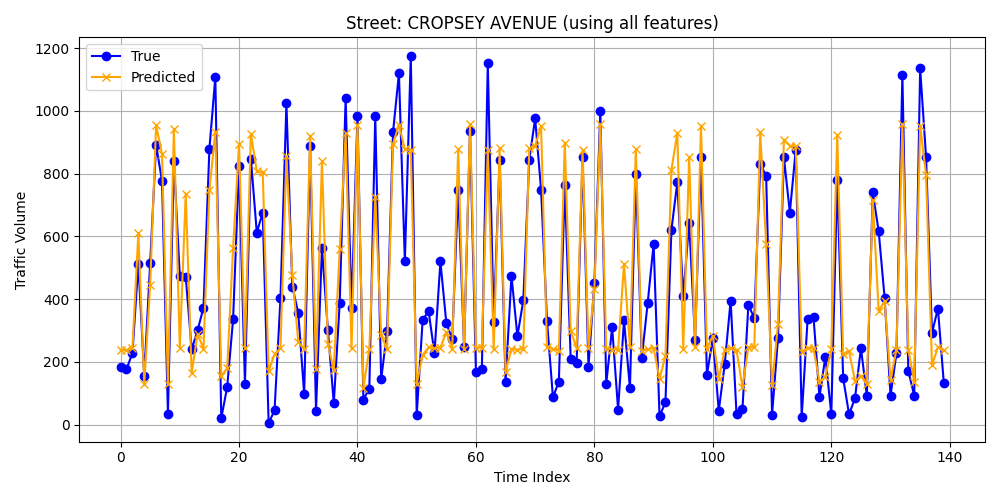 Street: CROPSEY AVENUE (using all features)
True
Predicted
Traffic Volume
1200
1000
800
600
400
200
0
0 20 40 60 80 100 120 140
Time Index